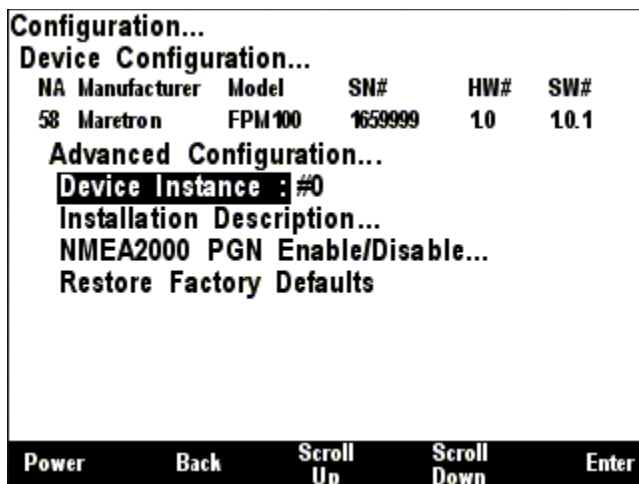 Configuration...
Device Configuration...
NA Manufacturer Model SN# HW# SW#
58 Maretron FPM100 1659999 1.0 1.0.1
Advanced Configuration...
Device Instance : #0
Installation Description...
NMEA2000 PGN Enable/Disable...
Restore Factory Defaults
Power Back Scroll Up Scroll Down Enter